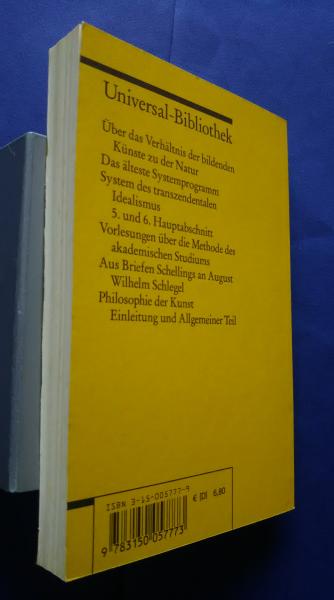 Universal-Bibliothek
Über das Verhältnis der bildenden
Künste zu der Natur
Das älteste Systemprogramm
System des transzendentalen
Idealismus
5. und 6. Hauptabschnitt
Vorlesungen über die Methode des
akademischen Studiums
Aus Briefen Schellings an August
Wilhelm Schlegel
Philosophie der Kunst
Einleitung und Allgemeiner Teil
ISBN 3-15-005777-9
€ [D] 6,80
9 783150 057773